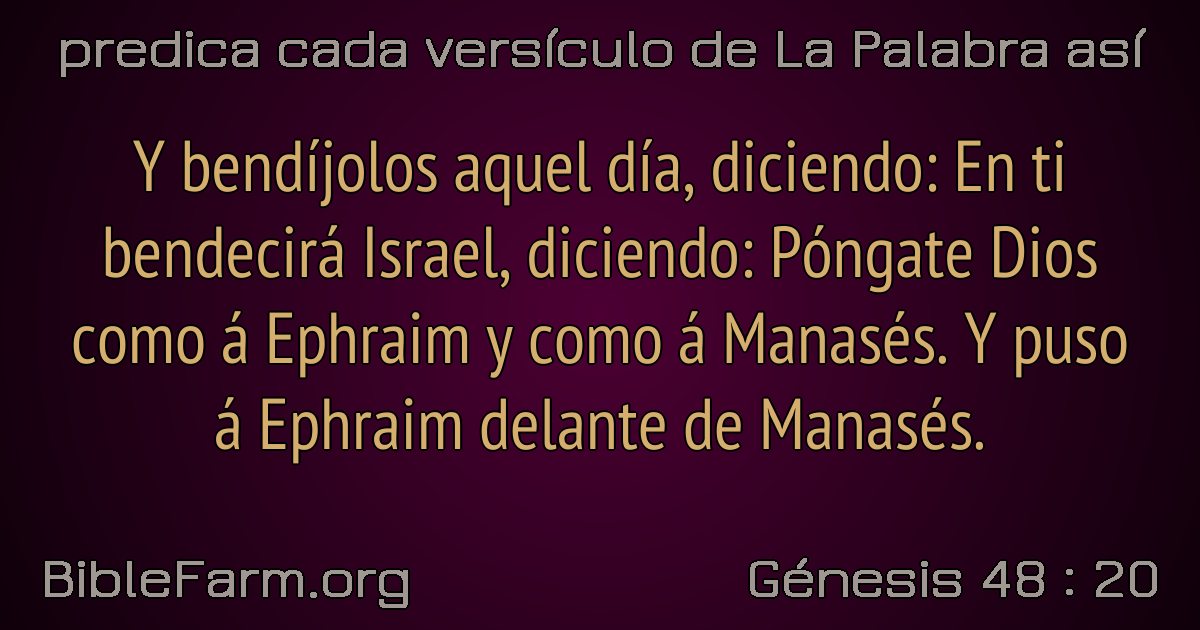 predica cada versículo de La Palabra así
Y bendíjolos aquel día, diciendo: En ti
bendecirá Israel, diciendo: Póngate Dios
como á Ephraim y como á Manasés. Y puso
á Ephraim delante de Manasés.
BibleFarm.org
Génesis 48 : 20